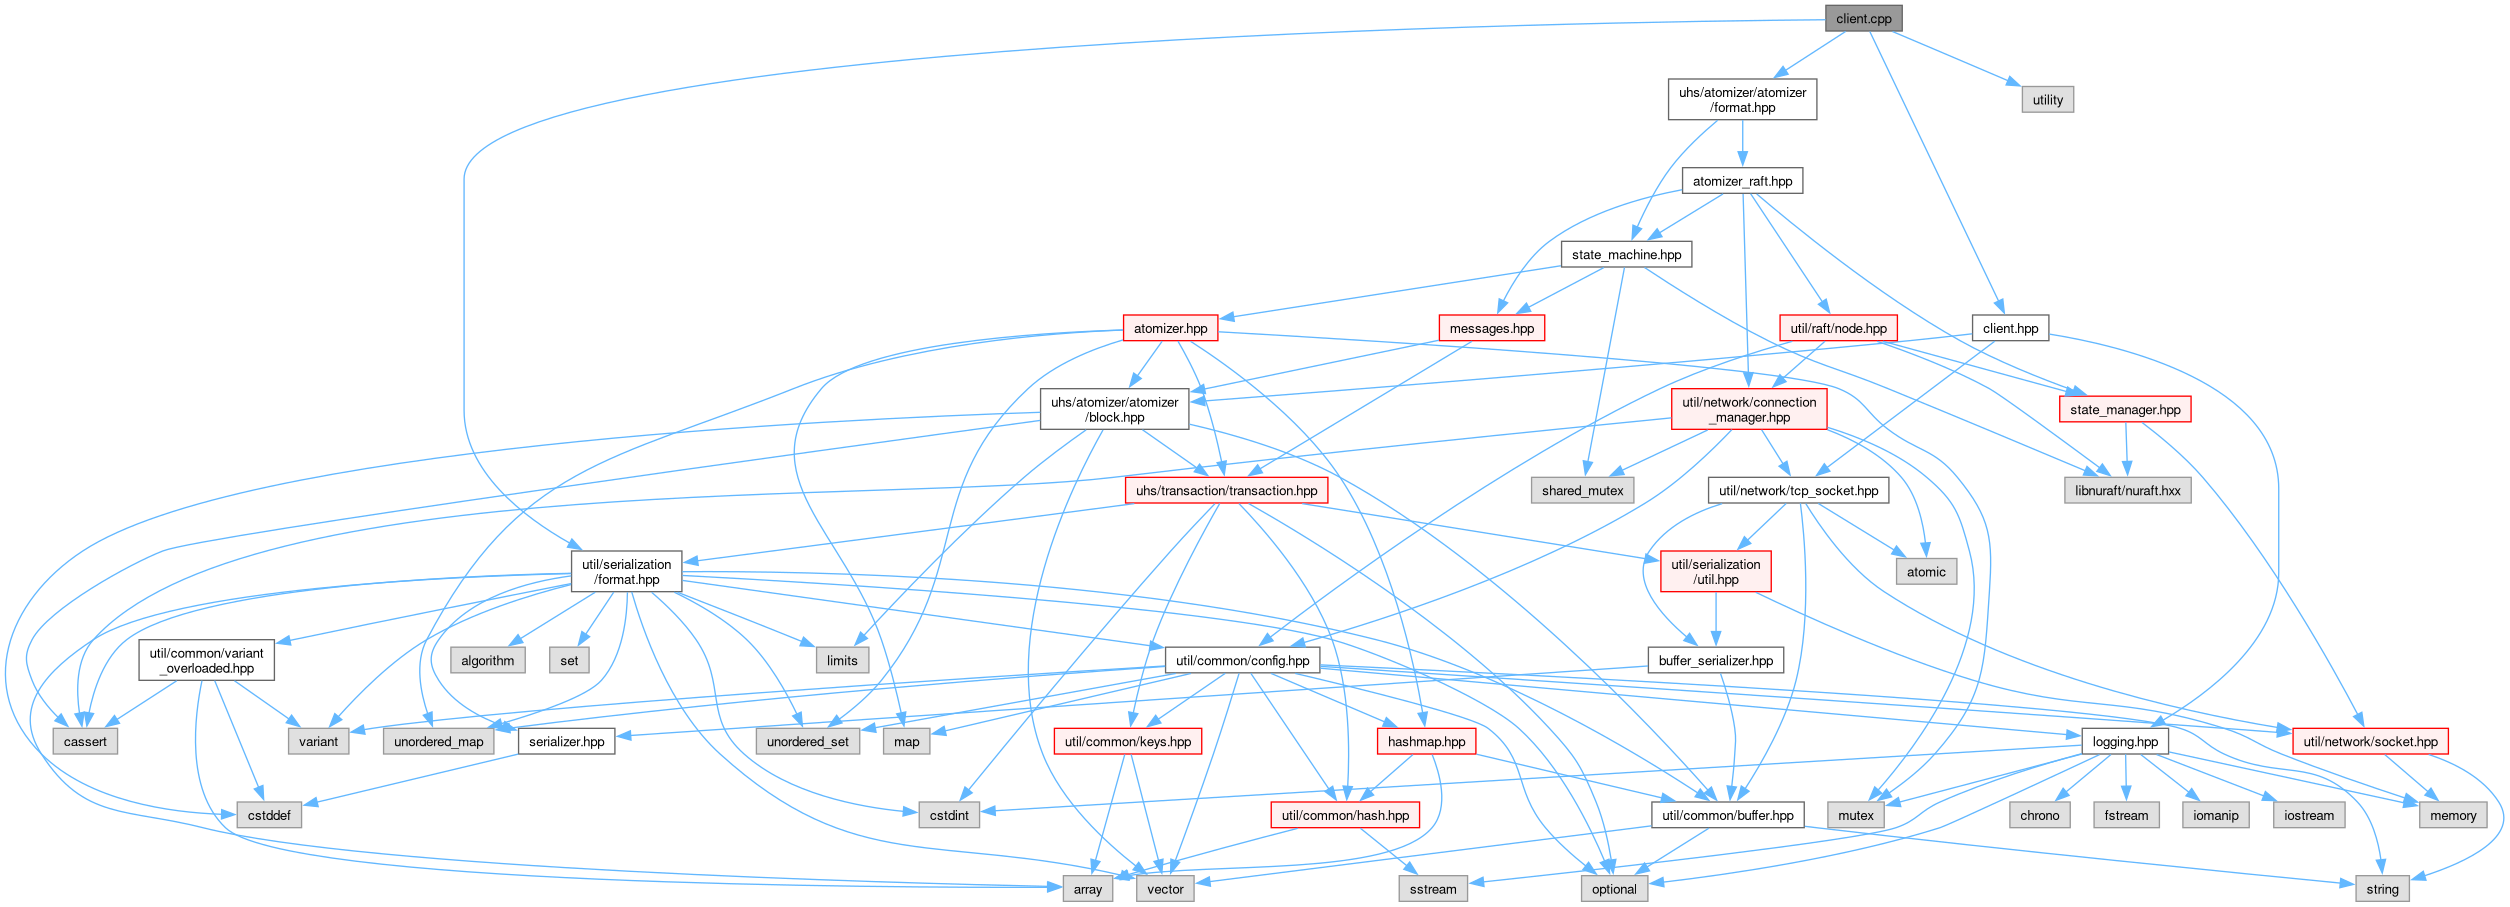 client.cpp
uhs/atomizer/atomizer
/format.hpp
utility
atomizer_raft.hpp
state_machine.hpp
atomizer.hpp
messages.hpp
util/raft/node.hpp
client.hpp
uhs/atomizer/atomizer
/block.hpp
util/network/connection
_manager.hpp
state_manager.hpp
uhs/transaction/transaction.hpp
shared_mutex
util/network/tcp_socket.hpp
libnuraft/nuraft.hxx
util/serialization
/format.hpp
util/serialization
/util.hpp
atomic
util/common/variant
_overloaded.hpp
algorithm
set
limits
util/common/config.hpp
buffer_serializer.hpp
cassert
variant
unordered_map
serializer.hpp
unordered_set
map
util/common/keys.hpp
hashmap.hpp
logging.hpp
util/network/socket.hpp
cstddef
cstdint
util/common/hash.hpp
util/common/buffer.hpp
mutex
chrono
fstream
iomanip
iostream
memory
array
vector
sstream
optional
string